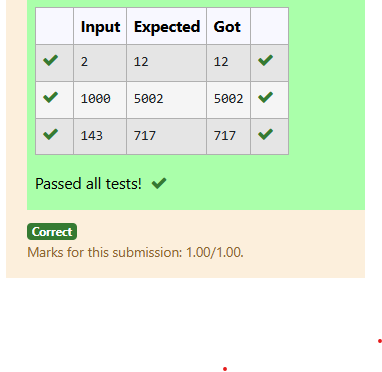 Input Expected Got
2 12 12
1000 5002 5002
143 717 717
Passed all tests!
Correct
Marks for this submission: 1.00/1.00.